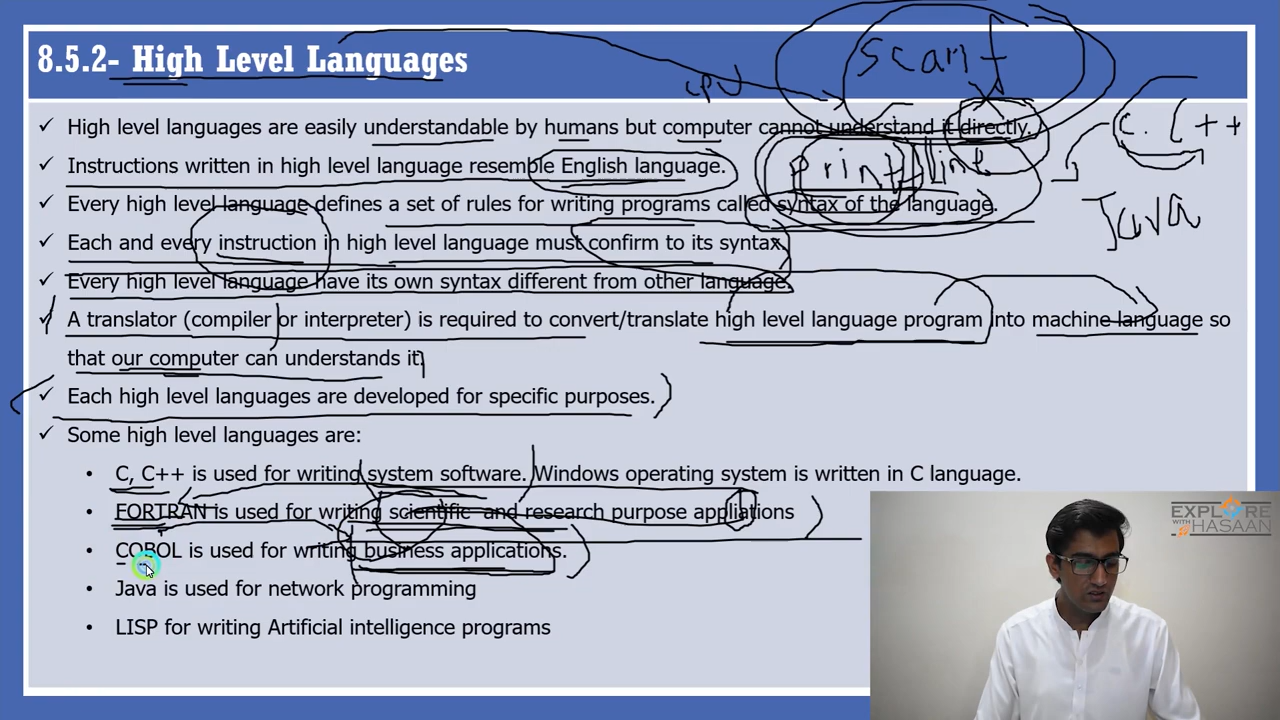 8.5.2- High Level Languages
scanf
CPU
✓ High level languages are easily understandable by humans but computer cannot understand it directly.
C. C++
✓ Instructions written in high level language resemble English language.
printf
line
✓ Every high level language defines a set of rules for writing programs called syntax of the language.
Java
✓ Each and every instruction in high level language must confirm to its syntax.
✓ Every high level language have its own syntax different from other language.
✓ A translator (compiler or interpreter) is required to convert/translate high level language program into machine language so
that our computer can understands it.
✓ Each high level languages are developed for specific purposes.
✓ Some high level languages are:
• C, C++ is used for writing system software. Windows operating system is written in C language.
• FORTRAN is used for writing scientific and research purpose appliations
• COBOL is used for writing business applications.
• Java is used for network programming
• LISP for writing Artificial intelligence programs
EXPLORE
WITH HASAAN